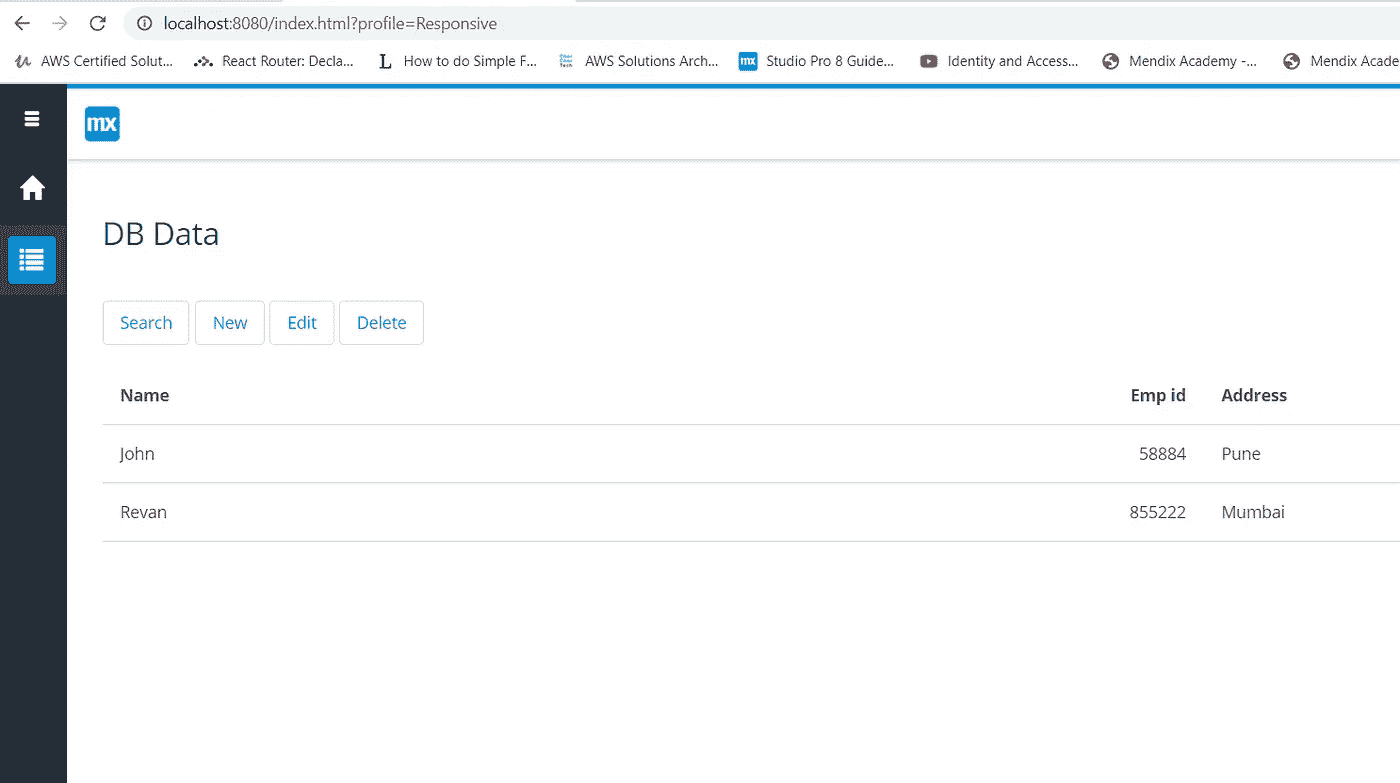 localhost:8080/index.html?profile=Responsive
AWS Certified Solut... React Router: Decla... L How to do Simple F... AWS Solutions Arch... mx Studio Pro 8 Guide... Identity and Access... Mendix Academy -... Mendix Acade
mx
DB Data
Search New Edit Delete
Name Emp id Address
John 58884 Pune
Revan 855222 Mumbai